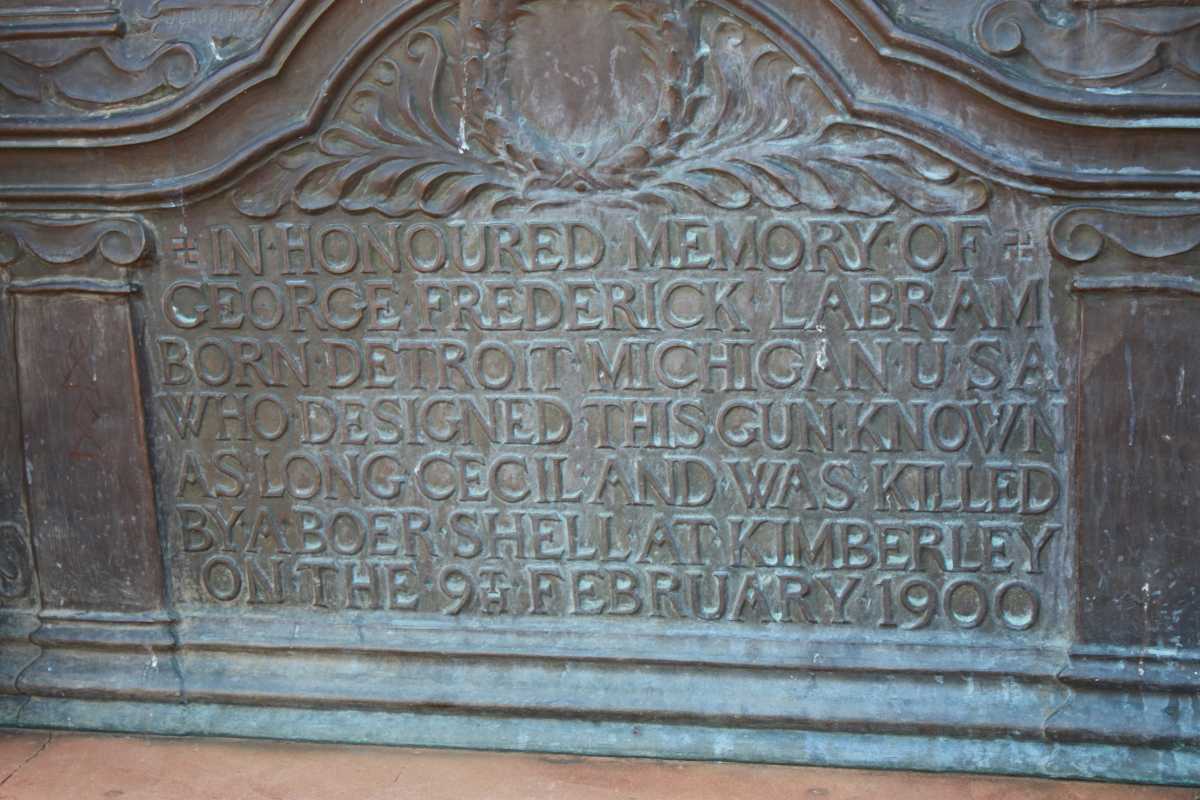 + IN·HONOURED·MEMORY·OF +
GEORGE·FREDERICK·LABRAM
BORN·DETROIT·MICHIGAN·U·S·A
WHO·DESIGNED·THIS·GUN·KNOWN
AS·LONG·CECIL·AND·WAS·KILLED
BY·A·BOER·SHELL·AT·KIMBERLEY
ON·THE·9TH·FEBRUARY·1900